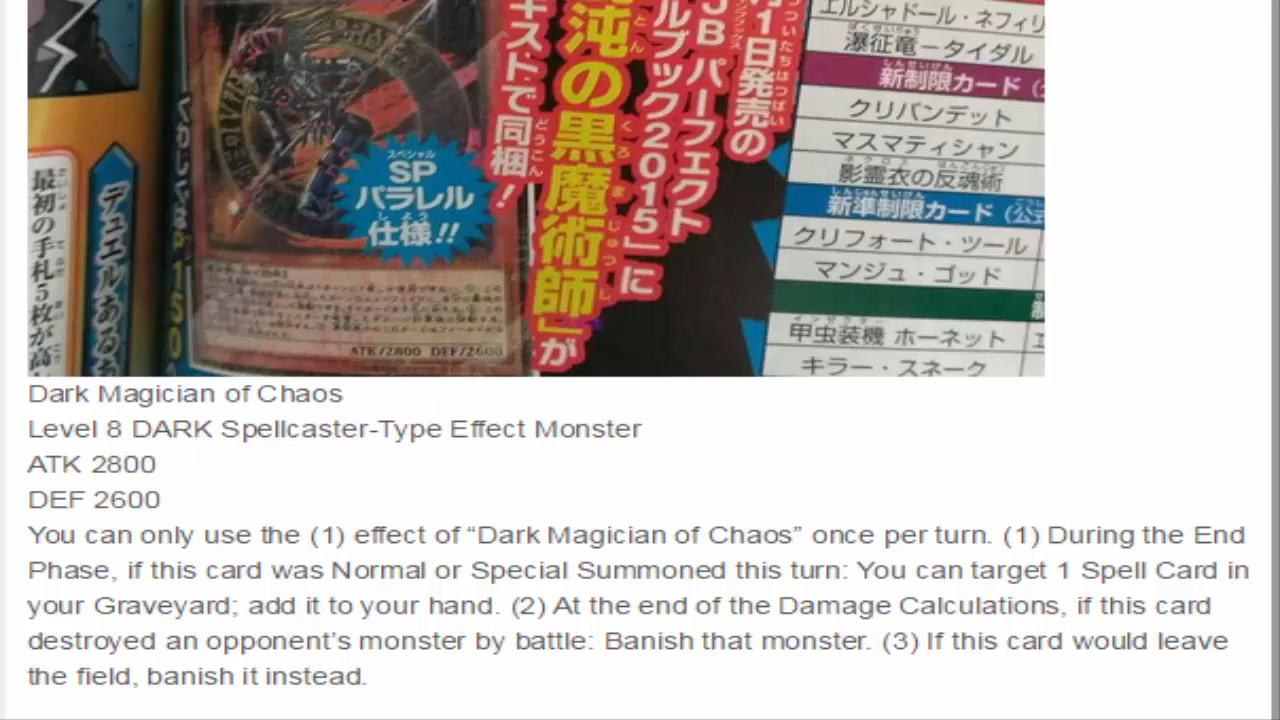 最初の手札5枚が高
デュエルある
ATK/2800 DEF/2600
SP
パラレル
仕様!!
キストで同梱!
沌の黒魔術師」が
ルブック2015」に
JB パーフェクト
1日発売の
エルシャドール・ネフィリ
瀑征竜－タイダル
新制限カード
クリバンデット
マスマティシャン
影霊衣の反魂術
新準制限カード(公式
クリフォート・ツール
マンジュ・ゴッド
甲虫装機 ホーネット
キラー・スネーク
Dark Magician of Chaos
Level 8 DARK Spellcaster-Type Effect Monster
ATK 2800
DEF 2600
You can only use the (1) effect of “Dark Magician of Chaos” once per turn. (1) During the End
Phase, if this card was Normal or Special Summoned this turn: You can target 1 Spell Card in
your Graveyard; add it to your hand. (2) At the end of the Damage Calculations, if this card
destroyed an opponent’s monster by battle: Banish that monster. (3) If this card would leave
the field, banish it instead.